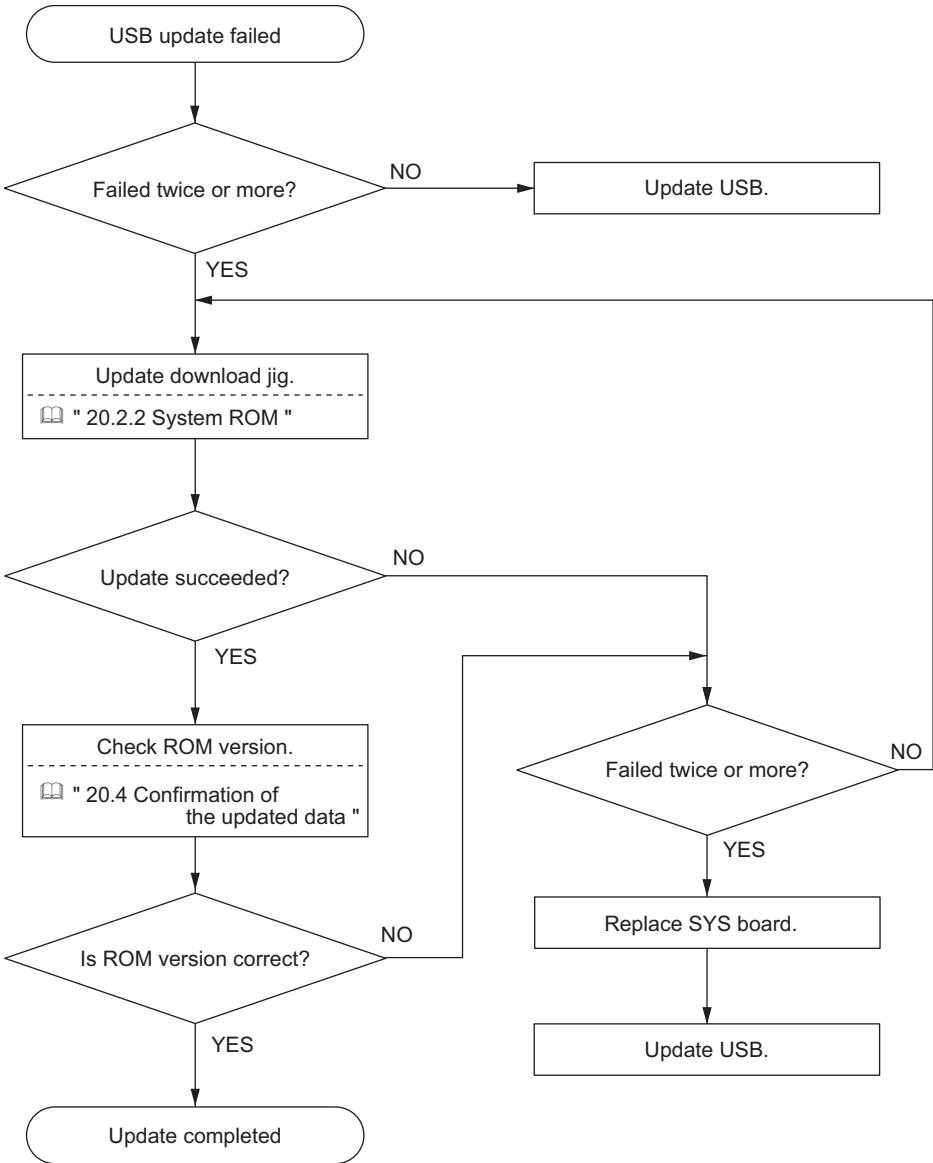 USB update failed
Failed twice or more?
NO
Update USB.
YES
Update download jig.
" 20.2.2 System ROM "
Update succeeded?
NO
YES
Check ROM version.
" 20.4 Confirmation of
the updated data "
Failed twice or more?
NO
YES
Replace SYS board.
Is ROM version correct?
NO
Update USB.
YES
Update completed